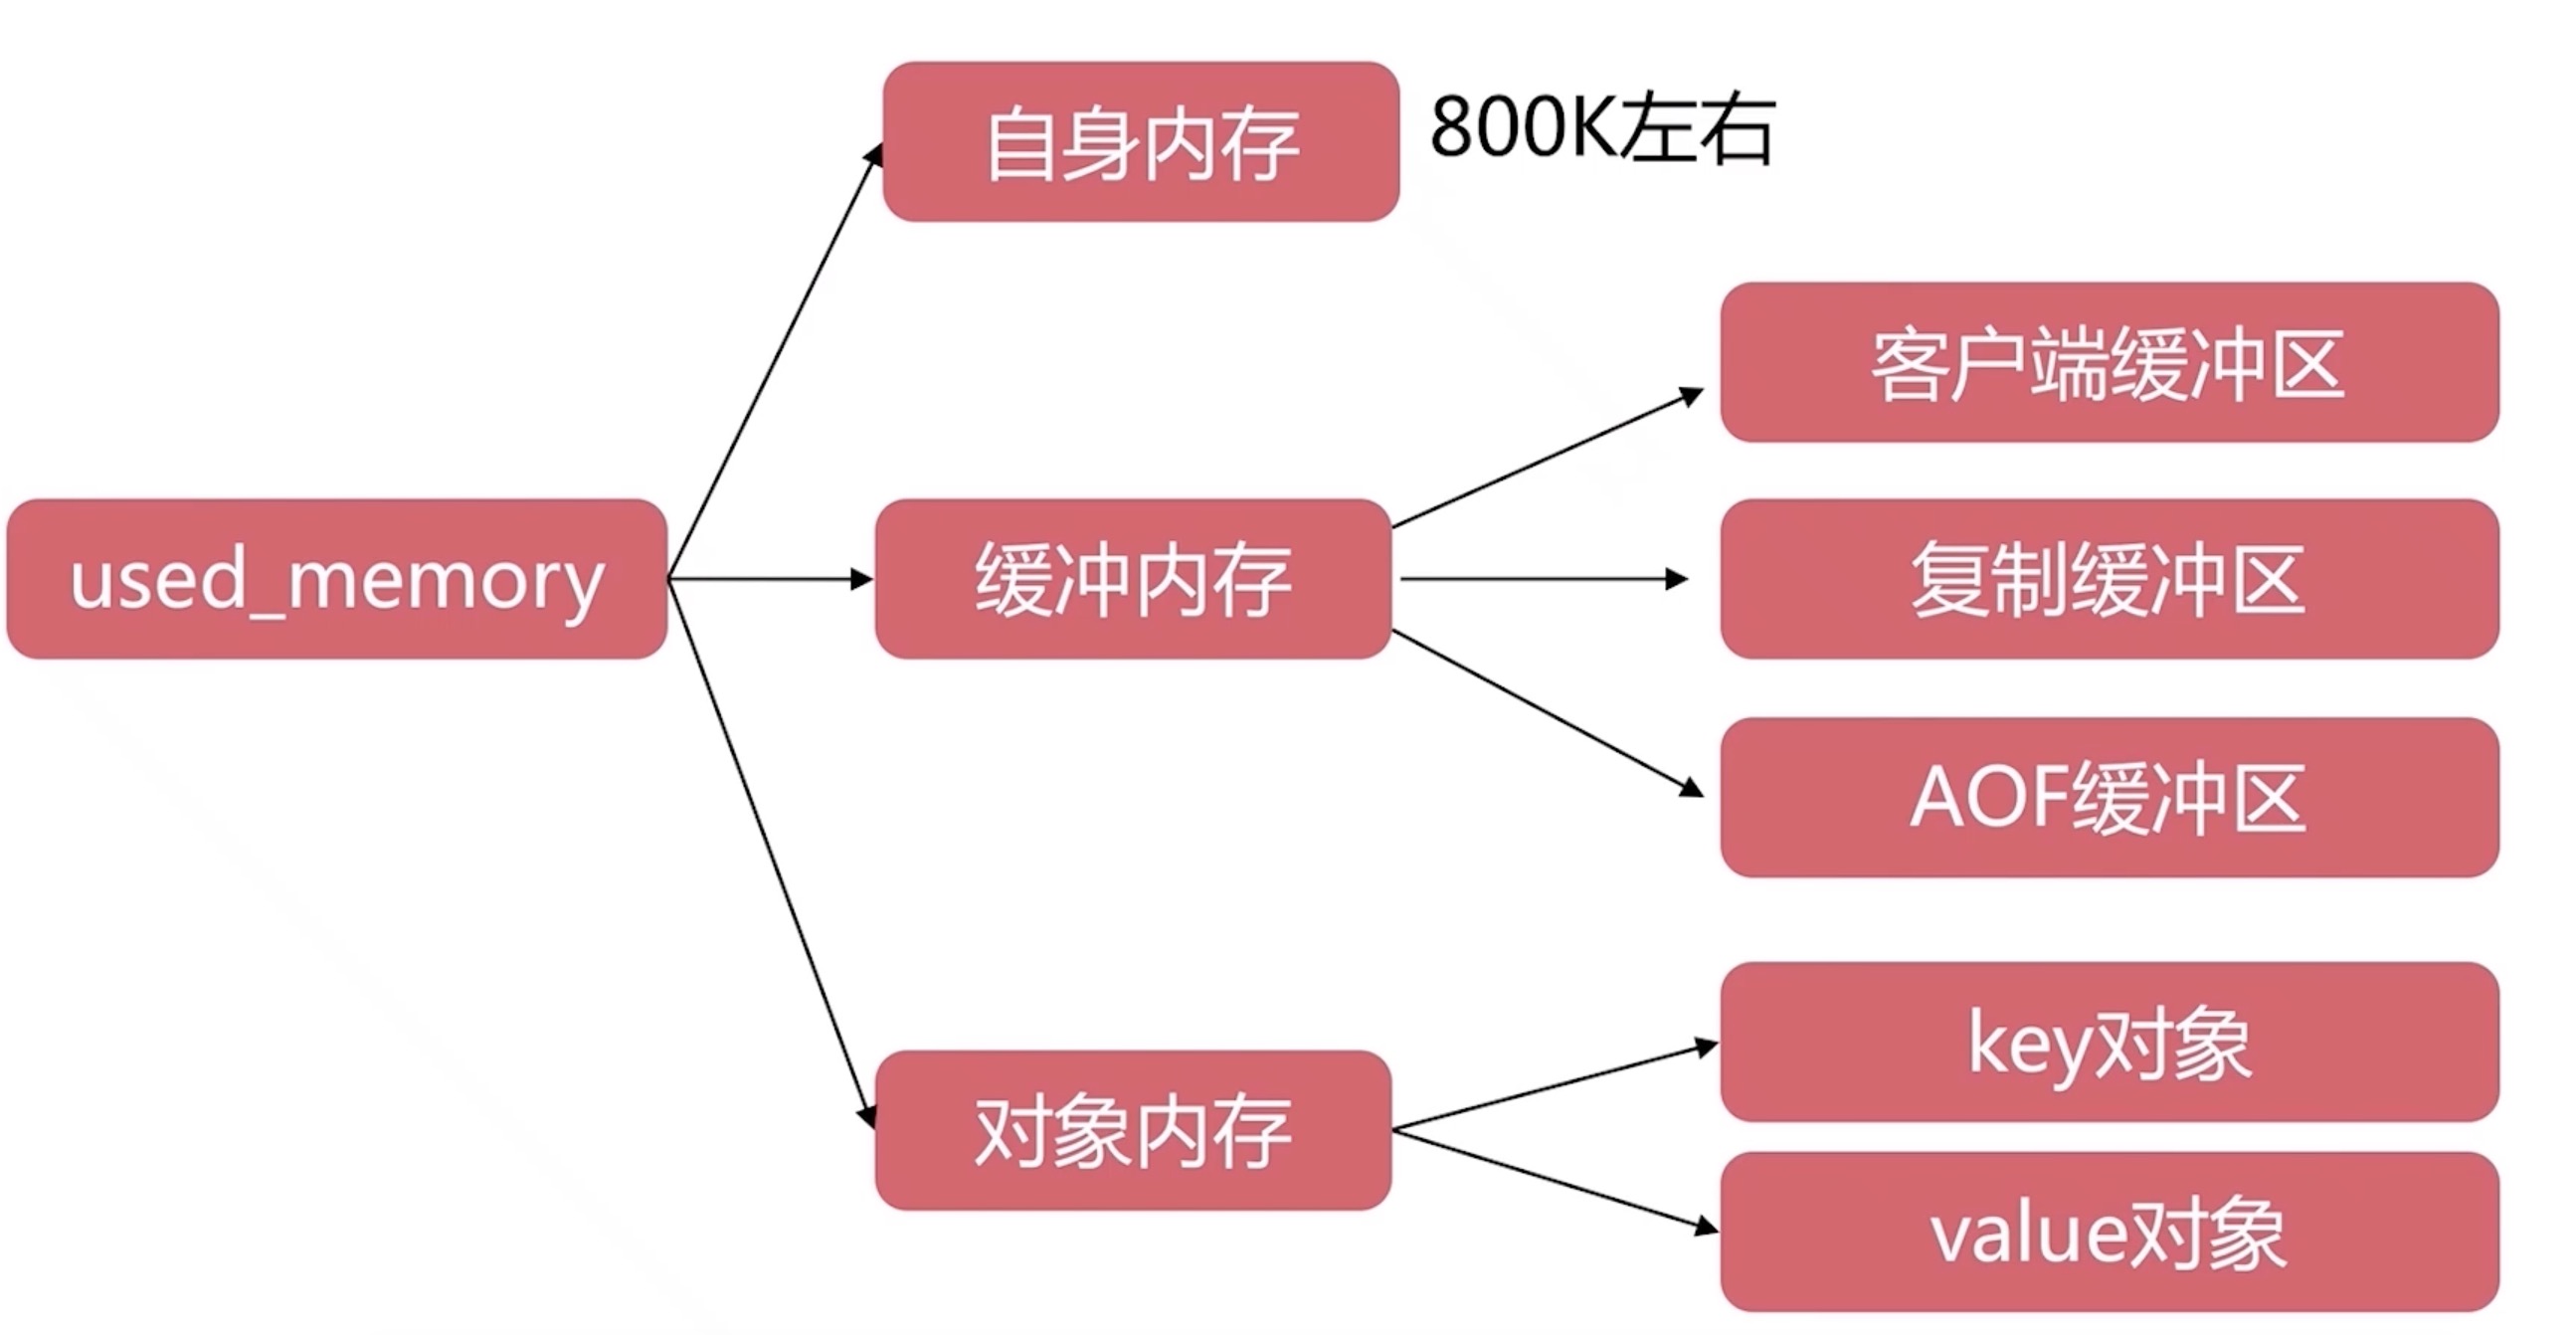 自身内存
800K左右
客户端缓冲区
used_memory
缓冲内存
复制缓冲区
AOF缓冲区
对象内存
key对象
value对象